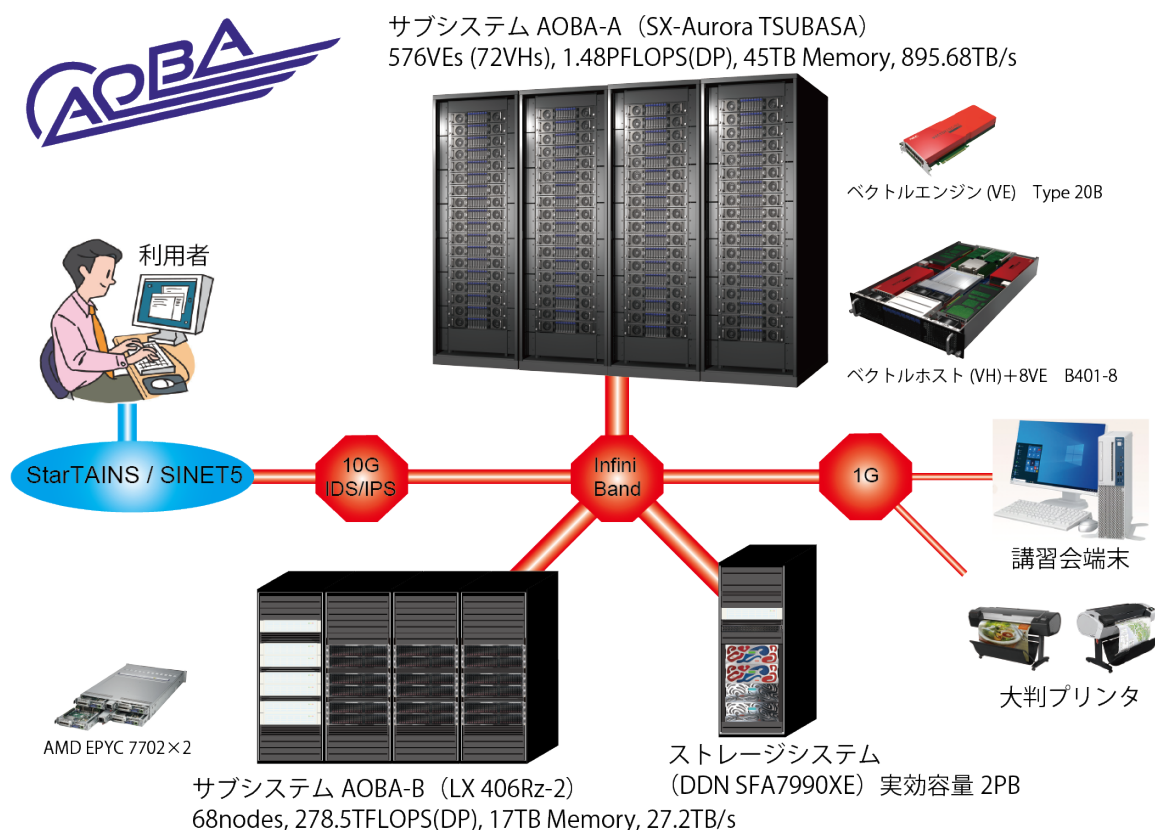 AOBA
サブシステム AOBA-A（SX-Aurora TSUBASA）
576VEs (72VHs), 1.48PFLOPS(DP), 45TB Memory, 895.68TB/s
ベクトルエンジン (VE)　Type 20B
利用者
ベクトルホスト (VH)＋8VE　B401-8
StarTAINS / SINET5
10G
IDS/IPS
Infini
Band
1G
講習会端末
大判プリンタ
AMD EPYC 7702×2
サブシステム AOBA-B（LX 406Rz-2）
68nodes, 278.5TFLOPS(DP), 17TB Memory, 27.2TB/s
ストレージシステム
（DDN SFA7990XE）実効容量 2PB